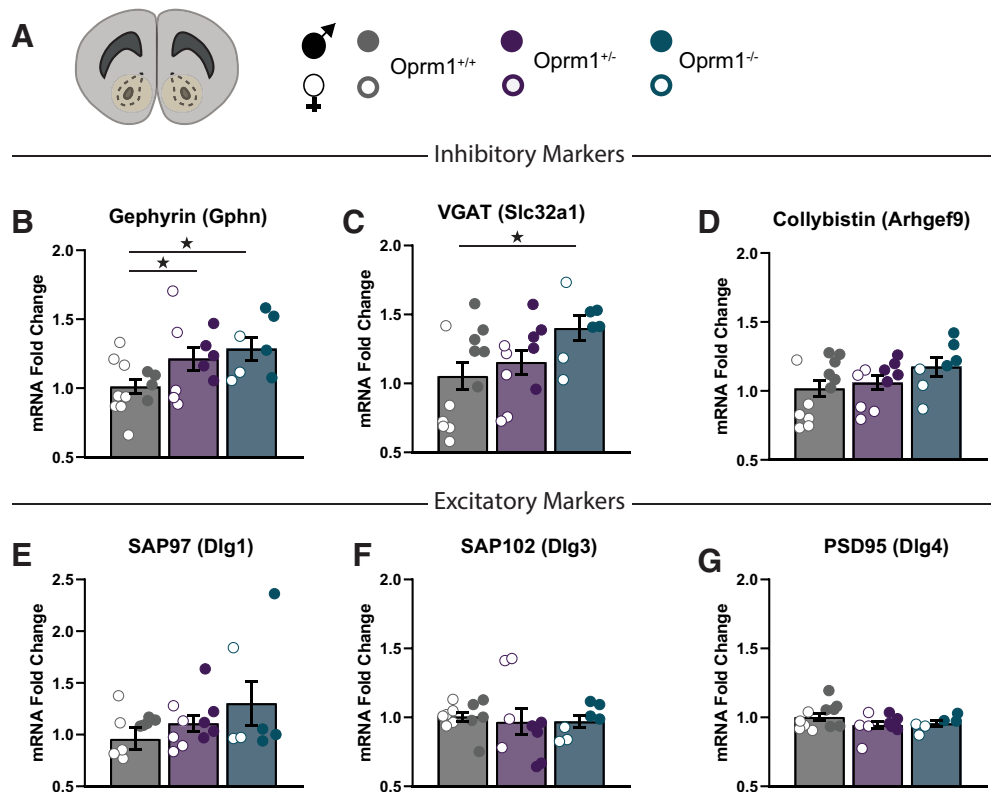 A
Oprm1+/+
Oprm1+/-
Oprm1-/-
Inhibitory Markers
B
Gephyrin (Gphn)
mRNA Fold Change
2.0
1.5
1.0
0.5
C
VGAT (Slc32a1)
mRNA Fold Change
2.0
1.5
1.0
0.5
D
Collybistin (Arhgef9)
mRNA Fold Change
2.0
1.5
1.0
0.5
Excitatory Markers
E
SAP97 (Dlg1)
mRNA Fold Change
2.5
2.0
1.5
1.0
0.5
F
SAP102 (Dlg3)
mRNA Fold Change
2.0
1.5
1.0
0.5
G
PSD95 (Dlg4)
mRNA Fold Change
2.0
1.5
1.0
0.5